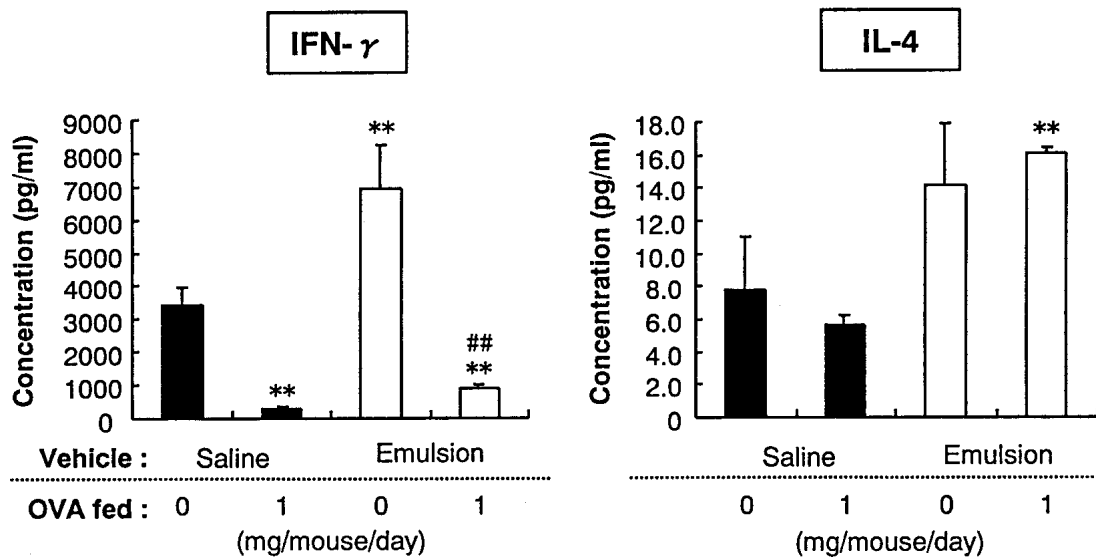 IFN- γ
Concentration (pg/ml)
9000
8000
7000
6000
5000
4000
3000
2000
1000
0
**
**
##
**
Vehicle : Saline Emulsion
OVA fed : 0 1 0 1
(mg/mouse/day)
IL-4
Concentration (pg/ml)
18.0
16.0
14.0
12.0
10.0
8.0
6.0
4.0
2.0
0
**
Saline Emulsion
0 1 0 1
(mg/mouse/day)